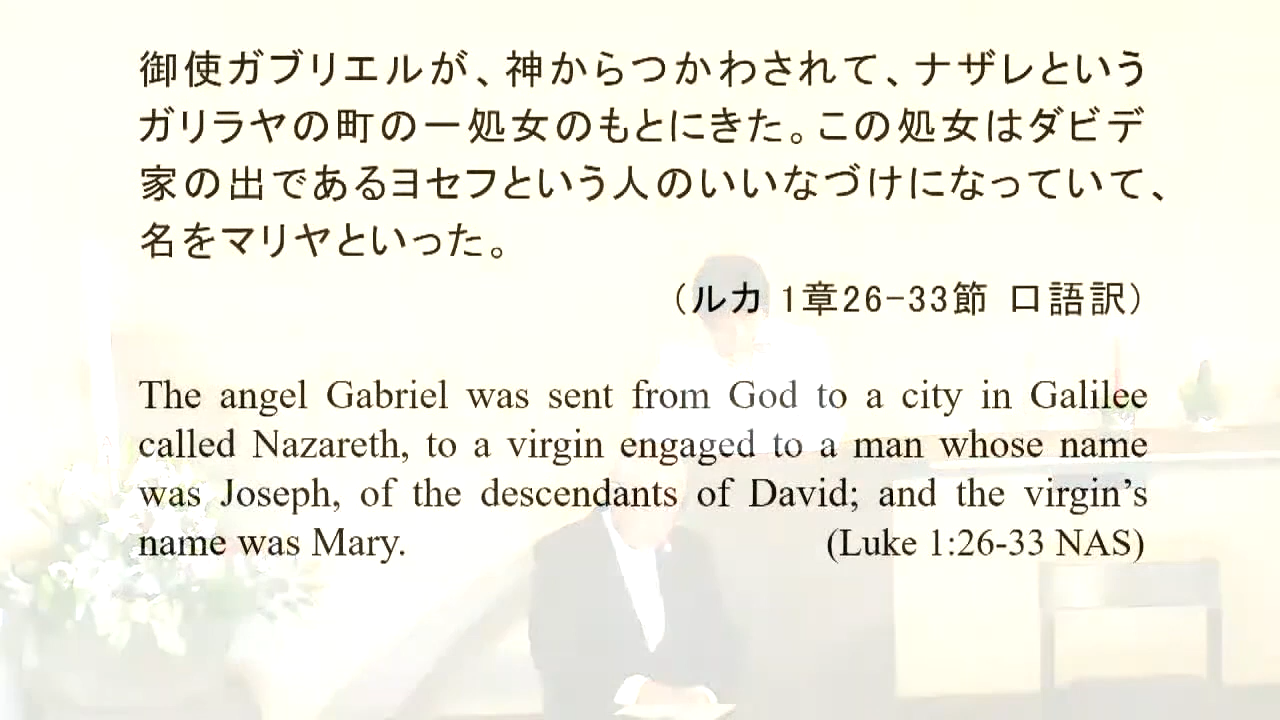 御使ガブリエルが、神からつかわされて、ナザレという
ガリラヤの町の一処女のもとにきた。この処女はダビデ
家の出であるヨセフという人のいいなづけになっていて、
名をマリヤといった。
（ルカ 1章26-33節 口語訳）
The angel Gabriel was sent from God to a city in Galilee
called Nazareth, to a virgin engaged to a man whose name
was Joseph, of the descendants of David; and the virgin’s
name was Mary. (Luke 1:26-33 NAS)